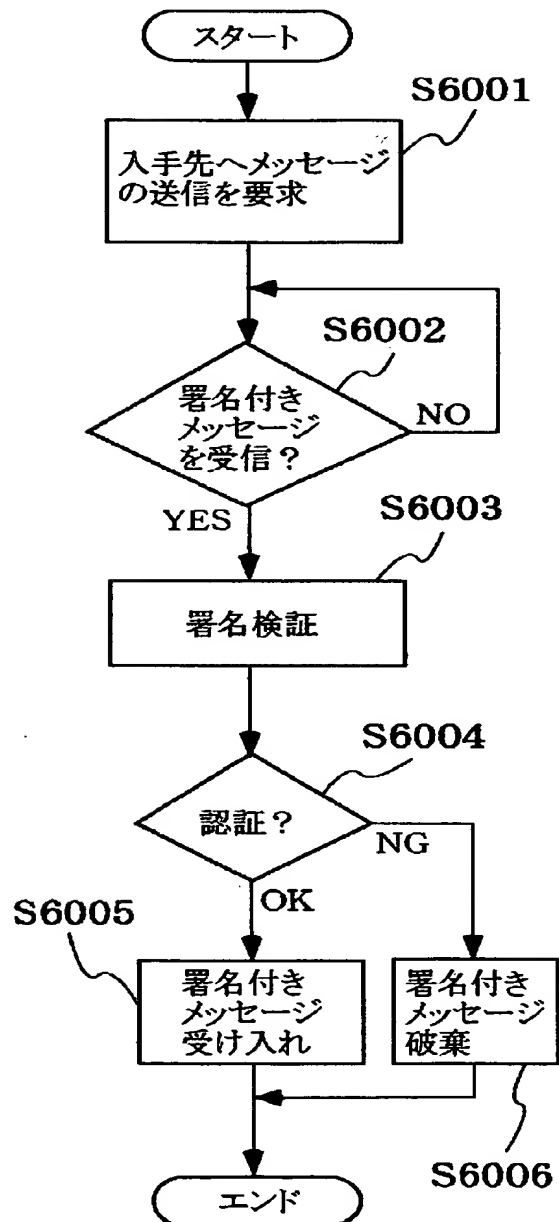 スタート
S6001
入手先へメッセージ
の送信を要求
S6002
署名付き
メッセージ
を受信？
NO
YES
S6003
署名検証
S6004
認証？
NG
OK
S6005
署名付き
メッセージ
受け入れ
署名付き
メッセージ
破棄
S6006
エンド